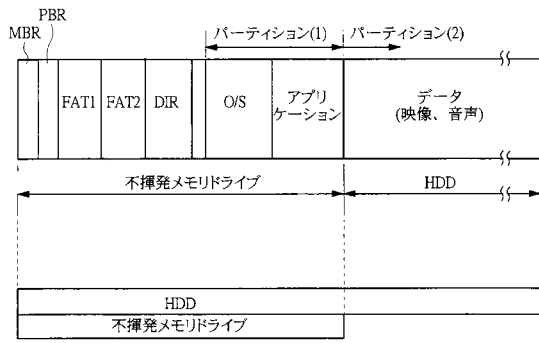 PBR
MBR
パーティション(1)
パーティション(2)
FAT1
FAT2
DIR
O/S
アプリ
ケーション
データ
(映像、音声)
不揮発メモリドライブ
HDD
HDD
不揮発メモリドライブ